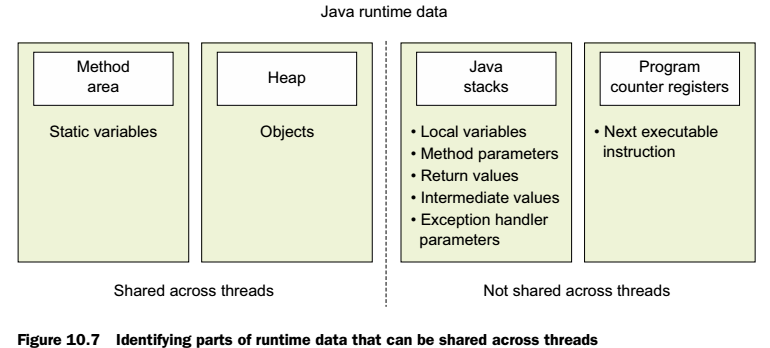 Java runtime data
Method
area
Static variables
Heap
Objects
Java
stacks
• Local variables
• Method parameters
• Return values
• Intermediate values
• Exception handler
parameters
Program
counter registers
• Next executable
instruction
Shared across threads
Not shared across threads
Figure 10.7 Identifying parts of runtime data that can be shared across threads